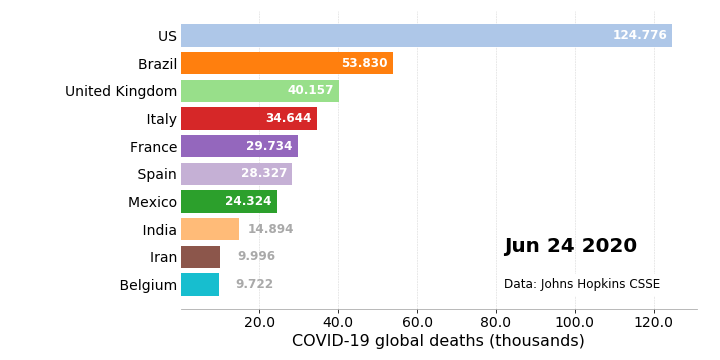 US 124.776
Brazil 53.830
United Kingdom 40.157
Italy 34.644
France 29.734
Spain 28.327
Mexico 24.324
India 14.894
Iran 9.996
Belgium 9.722
Jun 24 2020
Data: Johns Hopkins CSSE
20.0 40.0 60.0 80.0 100.0 120.0
COVID-19 global deaths (thousands)